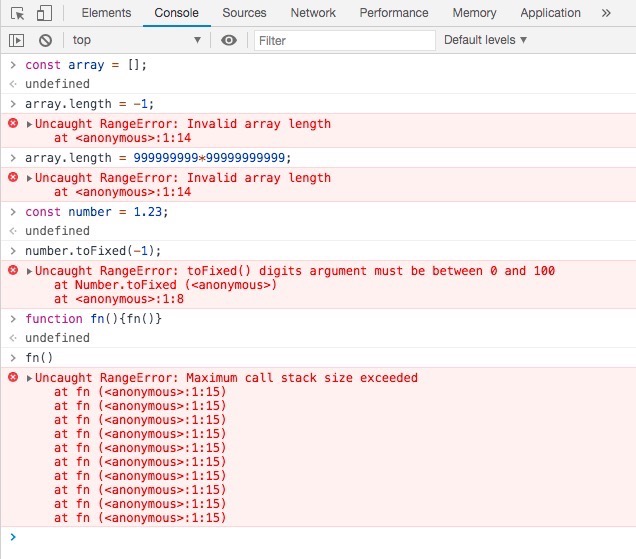 Elements Console Sources Network Performance Memory Application »
top ▼ Filter Default levels ▼
> const array = [];
<· undefined
> array.length = -1;
▶Uncaught RangeError: Invalid array length
at <anonymous>:1:14
> array.length = 999999999*99999999999;
▶Uncaught RangeError: Invalid array length
at <anonymous>:1:14
> const number = 1.23;
<· undefined
> number.toFixed(-1);
▶Uncaught RangeError: toFixed() digits argument must be between 0 and 100
at Number.toFixed (<anonymous>)
at <anonymous>:1:8
> function fn(){fn()}
<· undefined
> fn()
▶Uncaught RangeError: Maximum call stack size exceeded
at fn (<anonymous>:1:15)
at fn (<anonymous>:1:15)
at fn (<anonymous>:1:15)
at fn (<anonymous>:1:15)
at fn (<anonymous>:1:15)
at fn (<anonymous>:1:15)
at fn (<anonymous>:1:15)
at fn (<anonymous>:1:15)
at fn (<anonymous>:1:15)
at fn (<anonymous>:1:15)
>